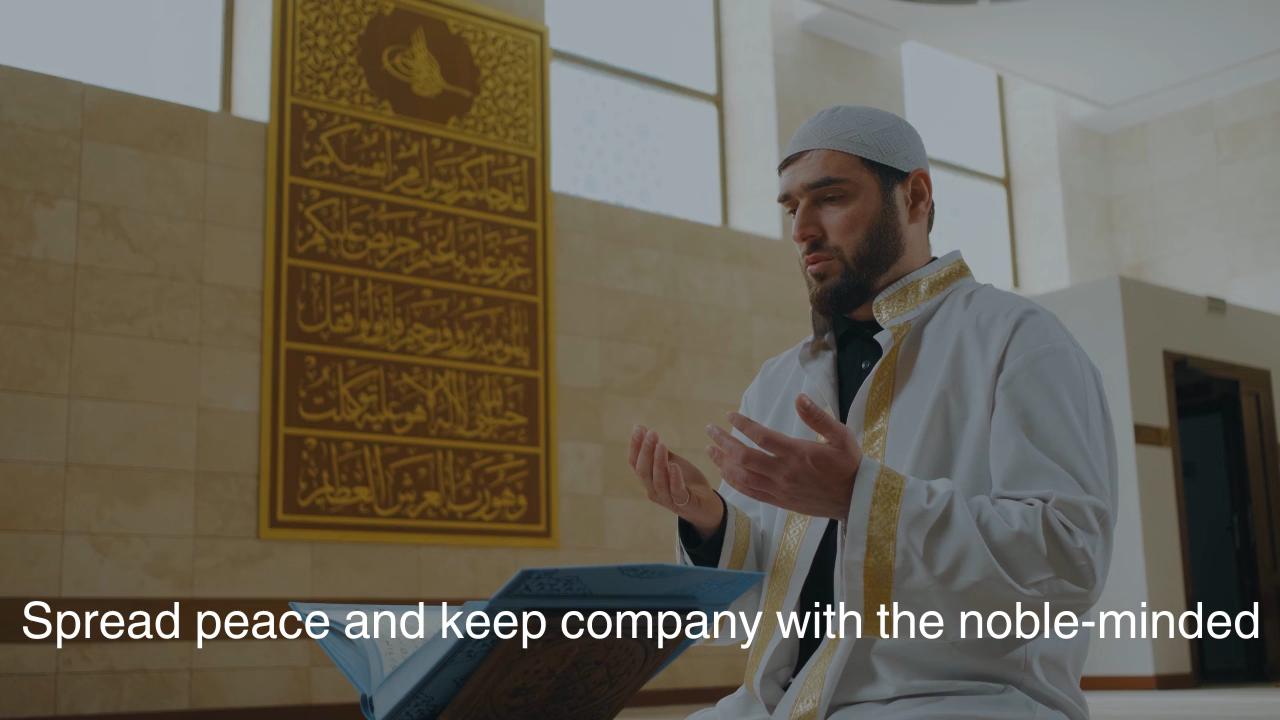 لقد جاءكم رسول من أنفسكم
عزيز عليه ما عنتم حريص عليكم
بالمؤمنين رؤوف رحيم فإن تولوا فقل
حسبي الله لا إله إلا هو عليه توكلت
وهو رب العرش العظيم
Spread peace and keep company with the noble-minded